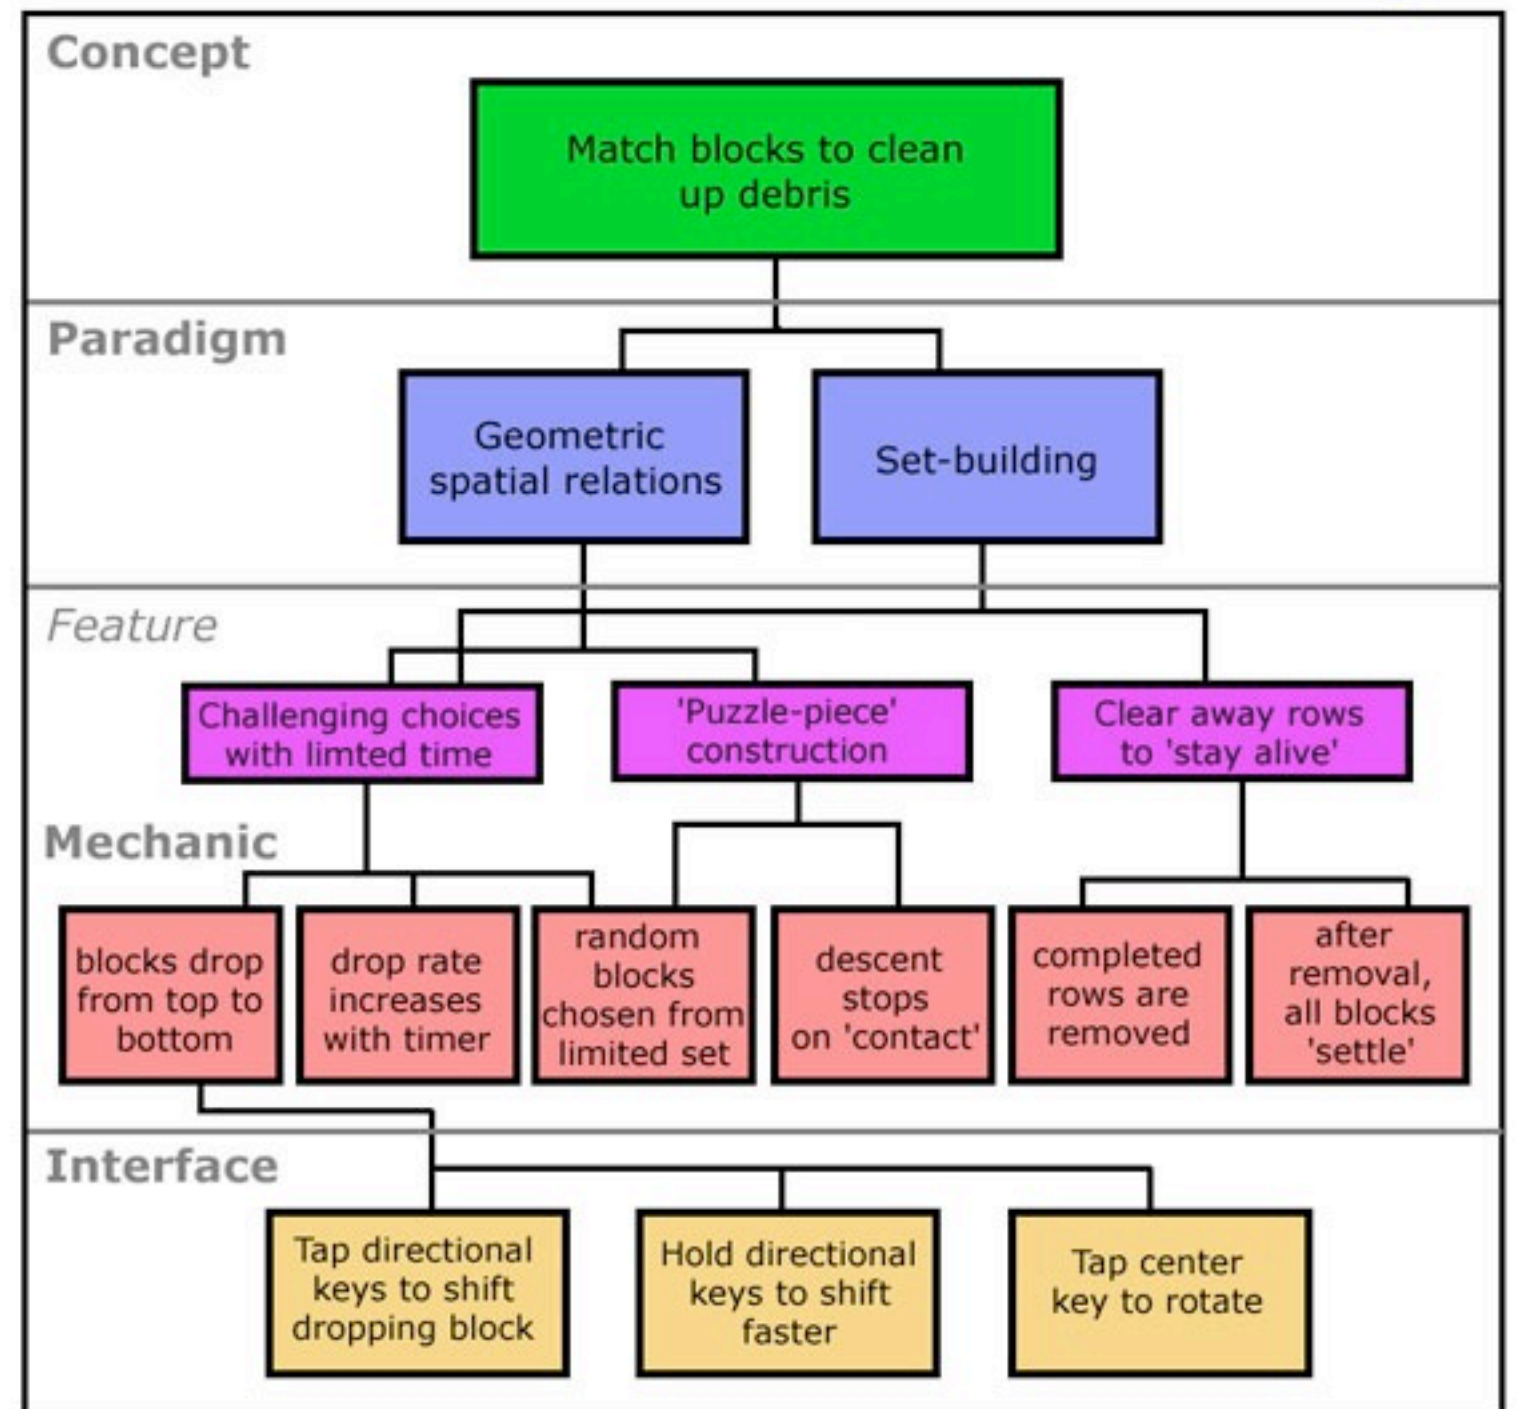 Concept
Match blocks to clean
up debris
Paradigm
Geometric
spatial relations
Set-building
Feature
Challenging choices
with limted time
'Puzzle-piece'
construction
Clear away rows
to 'stay alive'
Mechanic
blocks drop
from top to
bottom
drop rate
increases
with timer
random
blocks
chosen from
limited set
descent
stops
on 'contact'
completed
rows are
removed
after
removal,
all blocks
'settle'
Interface
Tap directional
keys to shift
dropping block
Hold directional
keys to shift
faster
Tap center
key to rotate